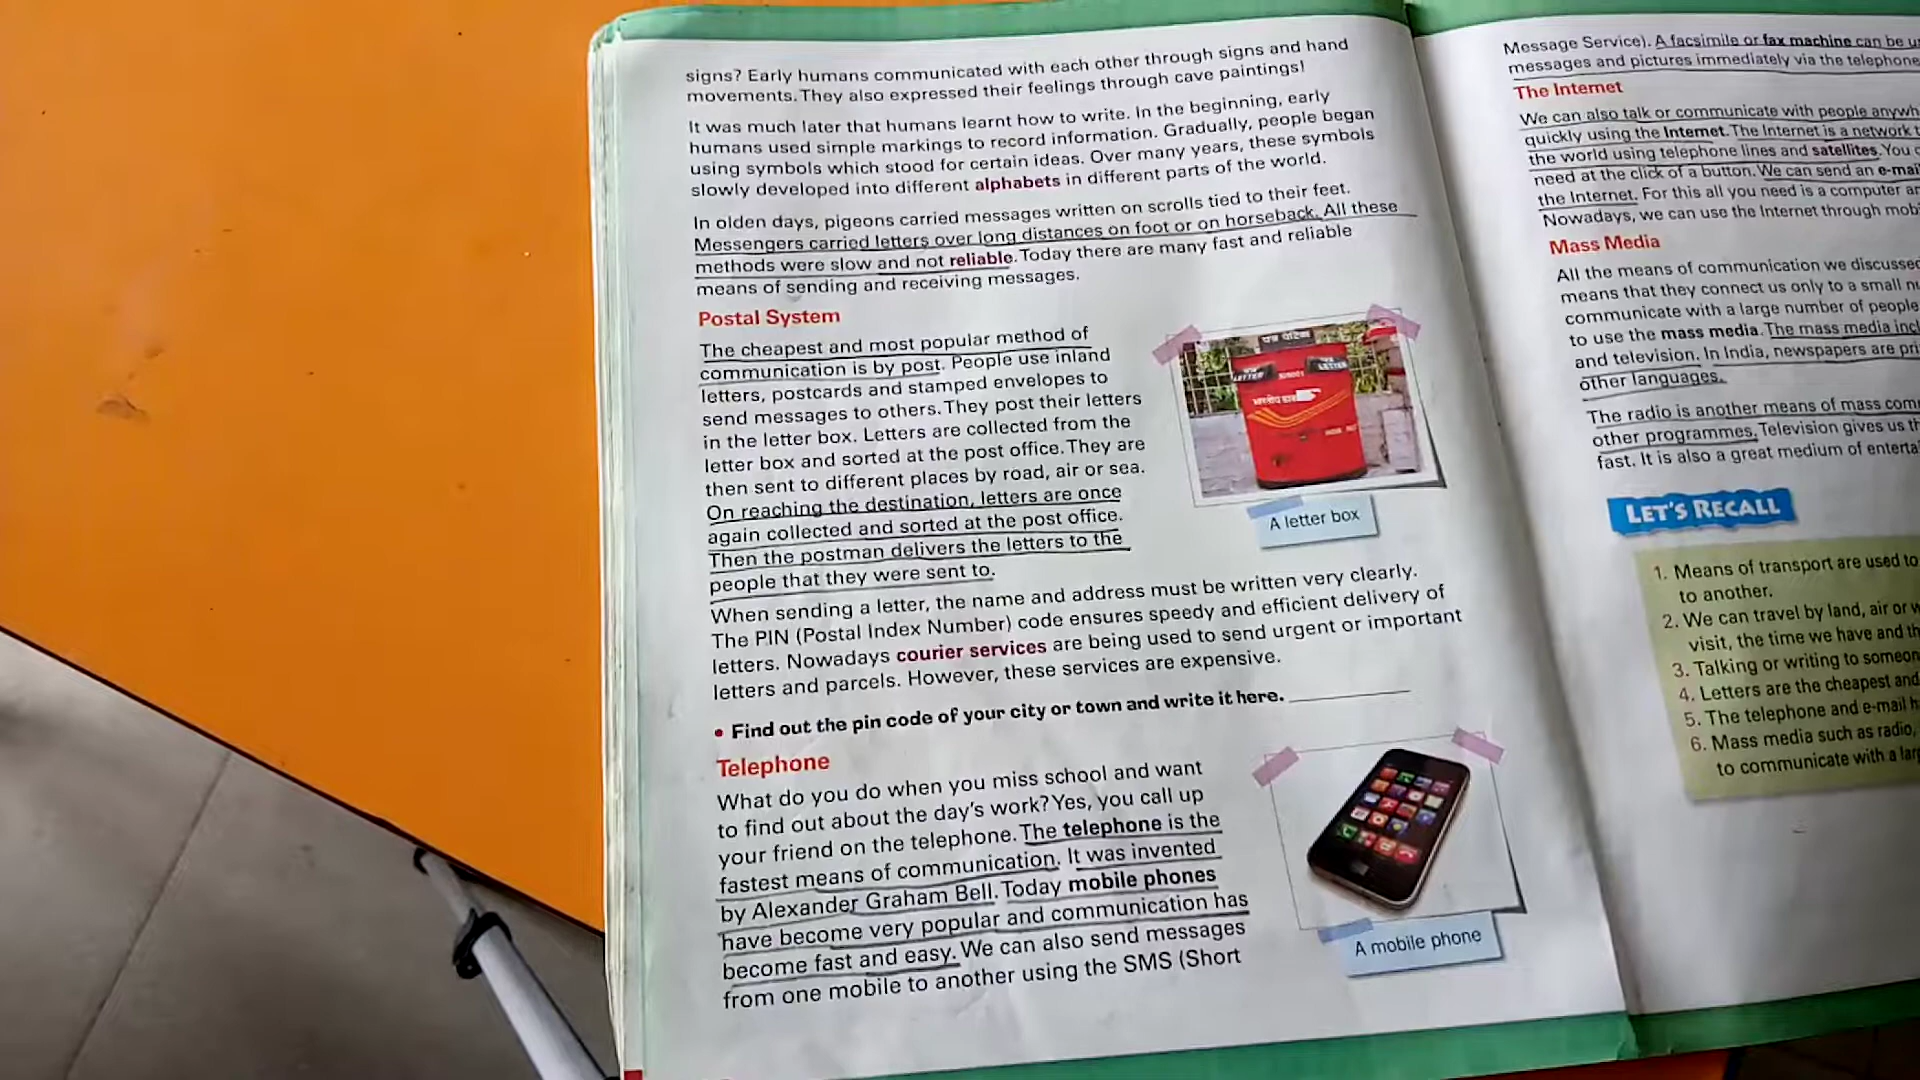 signs? Early humans communicated with each other through signs and hand
movements. They also expressed their feelings through cave paintings!
It was much later that humans learnt how to write. In the beginning, early
humans used simple markings to record information. Gradually, people began
using symbols which stood for certain ideas. Over many years, these symbols
slowly developed into different alphabets in different parts of the world.
In olden days, pigeons carried messages written on scrolls tied to their feet.
Messengers carried letters over long distances on foot or on horseback. All these
methods were slow and not reliable. Today there are many fast and reliable
means of sending and receiving messages.
Postal System
The cheapest and most popular method of
communication is by post. People use inland
letters, postcards and stamped envelopes to
send messages to others. They post their letters
in the letter box. Letters are collected from the
letter box and sorted at the post office. They are
then sent to different places by road, air or sea.
On reaching the destination, letters are once
again collected and sorted at the post office.
Then the postman delivers the letters to the
people that they were sent to.
पत्र पेटिका
LETTER
LETTER
भारतीय डाक
A letter box
When sending a letter, the name and address must be written very clearly.
The PIN (Postal Index Number) code ensures speedy and efficient delivery of
letters. Nowadays courier services are being used to send urgent or important
letters and parcels. However, these services are expensive.
• Find out the pin code of your city or town and write it here.
Telephone
What do you do when you miss school and want
to find out about the day's work? Yes, you call up
your friend on the telephone. The telephone is the
fastest means of communication. It was invented
by Alexander Graham Bell. Today mobile phones
have become very popular and communication has
become fast and easy. We can also send messages
from one mobile to another using the SMS (Short
A mobile phone
Message Service). A facsimile or fax machine can be
messages and pictures immediately via the telephone
The Internet
We can also talk or communicate with people
quickly using the Internet. The Internet is a network
the world using telephone lines and satellites. You
need at the click of a button. We can send an
the Internet. For this all you need is a computer
Nowadays, we can use the Internet through
Mass Media
All the means of communication we discussed
means that they connect us only to a small
communicate with a large number of people
to use the mass media. The mass media
and television. In India, newspapers are
other languages.
The radio is another means of mass
other programmes. Television gives us
fast. It is also a great medium of
LET'S RECALL
1. Means of transport are used to
to another.
2. We can travel by land, air or
visit, the time we have and
3. Talking or writing to
4. Letters are the cheapest and
5. The telephone and e-mail
6. Mass media such as radio,
to communicate with a